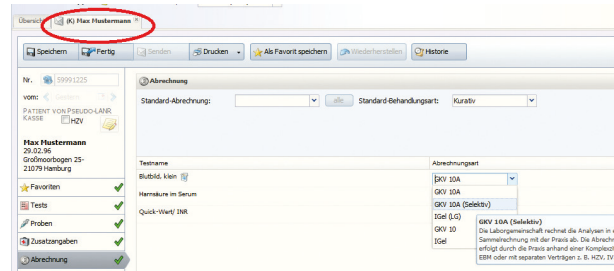 Übersicht (K) Max Mustermann
Speichern Fertig Senden Drucken Als Favorit speichern Wiederherstellen Historie
Nr. 59991225
vom:
PATIENT VON PSEUDO-LANR
KASSE HZV
Max Mustermann
29.02.96
Großmoorbogen 25-
21079 Hamburg
Favoriten
Tests
Proben
Zusatzangaben
Abrechnung
Abrechnung
Standard-Abrechnung: alle Standard-Behandlungsart: Kurativ
Testname Abrechnungsart
Blutbild, klein GKV 10A
Harnsäure im Serum
Quick-Wert/ INR
GKV 10A
GKV 10A (Selektiv)
IGel (LG)
GKV 10
IGel
GKV 10A (Selektiv)
Die Laborgemeinschaft rechnet die Analysen in
Sammelrechnung mit der Praxis ab. Die Abrechn
erfolgt durch die Praxis anhand einer Komplex
EBM oder mit separaten Verträgen z. B. HZV, IV